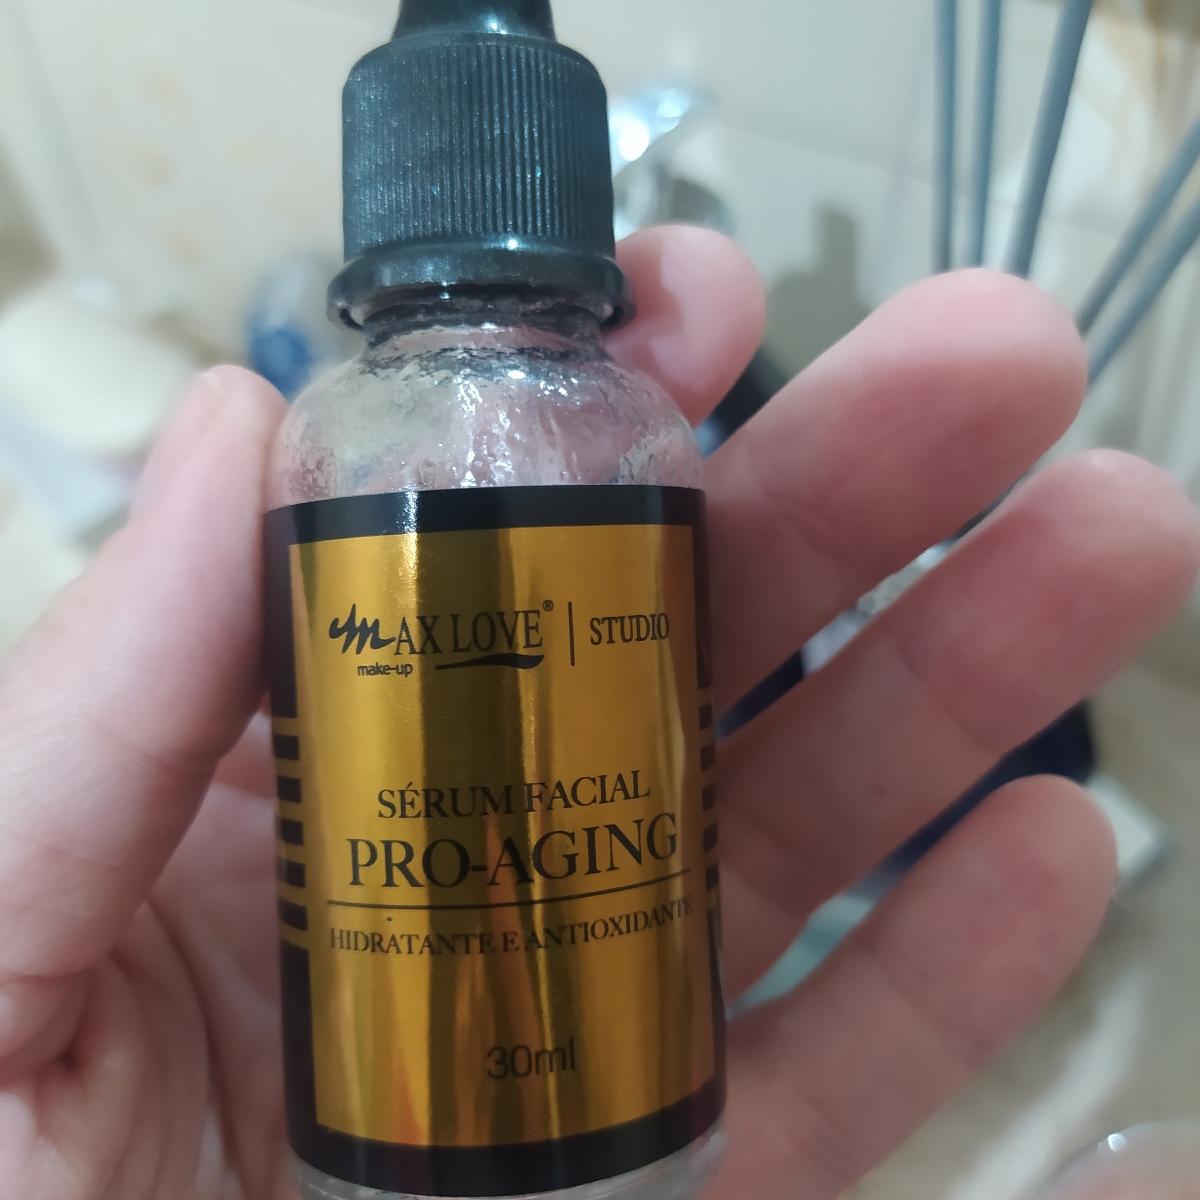 MAX LOVE® | STUDIO
make-up
SÉRUM FACIAL
PRO-AGING
HIDRATANTE E ANTIOXIDANTE
30ml